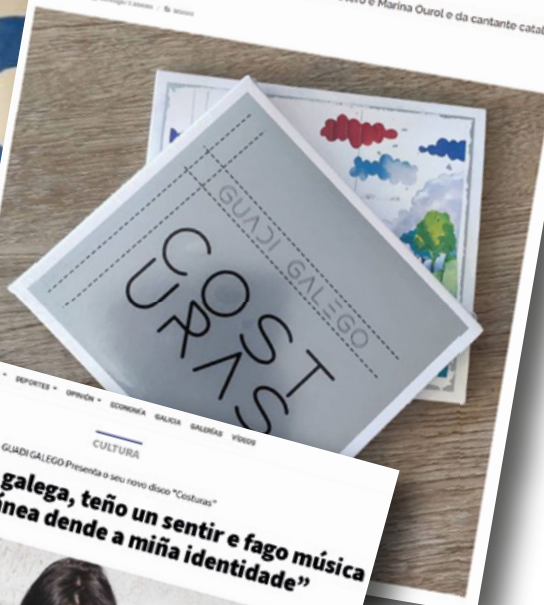 e Marina Ourol e da cantante catal
GUADI GALEGO
COST
URAS
DEPORTES OPINIÓN ECONOMÍA GALICIA GALERÍAS VÍDEOS
CULTURA
GUADI GALEGO Presenta o seu novo disco "Costuras"
galega, teño un sentir e fago música
dende a miña identidade”